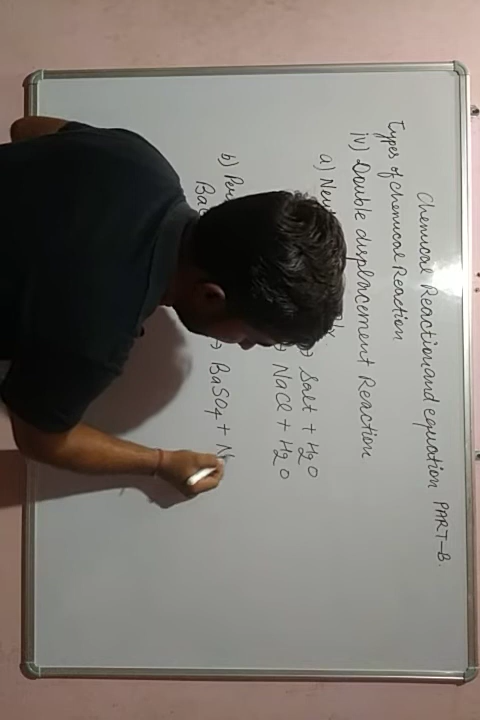 Chemical Reaction and equation PART-B.
Types of chemical Reaction
iv) Double displacement Reaction
a)
Salt + H2O
NaCl + H2O
b)
BaSO4 + N